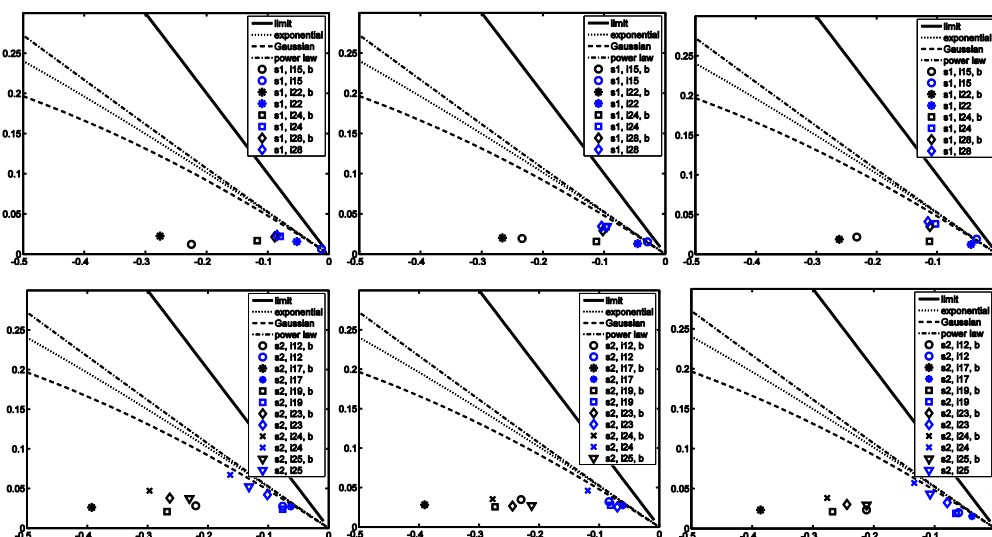 limit
exponential
Gaussian
power law
s1, l15, b
s1, l15
s1, l22, b
s1, l22
s1, l24, b
s1, l24
s1, l28, b
s1, l28
0.25
0.2
0.15
0.1
0.05
0
-0.5 -0.4 -0.3 -0.2 -0.1 0
limit
exponential
Gaussian
power law
s1, l15, b
s1, l15
s1, l22, b
s1, l22
s1, l24, b
s1, l24
s1, l28, b
s1, l28
0.25
0.2
0.15
0.1
0.05
0
-0.5 -0.4 -0.3 -0.2 -0.1 0
limit
exponential
Gaussian
power law
s1, l15, b
s1, l15
s1, l22, b
s1, l22
s1, l24, b
s1, l24
s1, l28, b
s1, l28
0.25
0.2
0.15
0.1
0.05
0
-0.5 -0.4 -0.3 -0.2 -0.1
limit
exponential
Gaussian
power law
s2, l12, b
s2, l12
s2, l17, b
s2, l17
s2, l19, b
s2, l19
s2, l23, b
s2, l23
s2, l24, b
s2, l24
s2, l25, b
s2, l25
0.25
0.2
0.15
0.1
0.05
0
-0.5 -0.4 -0.3 -0.2 -0.1 0
limit
exponential
Gaussian
power law
s2, l12, b
s2, l12
s2, l17, b
s2, l17
s2, l19, b
s2, l19
s2, l23, b
s2, l23
s2, l24, b
s2, l24
s2, l25, b
s2, l25
0.25
0.2
0.15
0.1
0.05
0
-0.5 -0.4 -0.3 -0.2 -0.1 0
limit
exponential
Gaussian
power law
s2, l12, b
s2, l12
s2, l17, b
s2, l17
s2, l19, b
s2, l19
s2, l23, b
s2, l23
s2, l24, b
s2, l24
s2, l25, b
s2, l25
0.25
0.2
0.15
0.1
0.05
0
-0.5 -0.4 -0.3 -0.2 -0.1